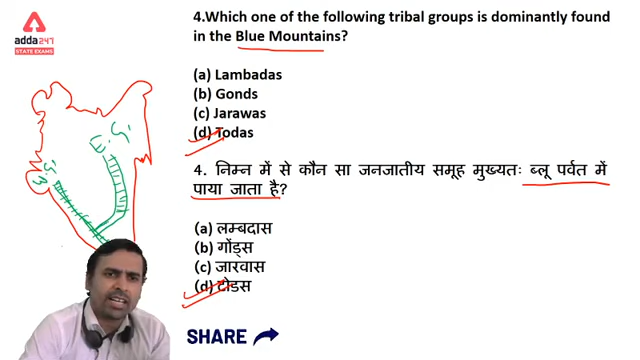 adda247
STATE EXAMS
4.Which one of the following tribal groups is dominantly found
in the Blue Mountains?
(a) Lambadas
(b) Gonds
(c) Jarawas
(d) Todas
4. निम्न में से कौन सा जनजातीय समूह मुख्यतः ब्लू पर्वत में
पाया जाता है?
(a) लम्बदास
(b) गोंड्स
(c) जारवास
(d) टोडस
E.G
SHARE